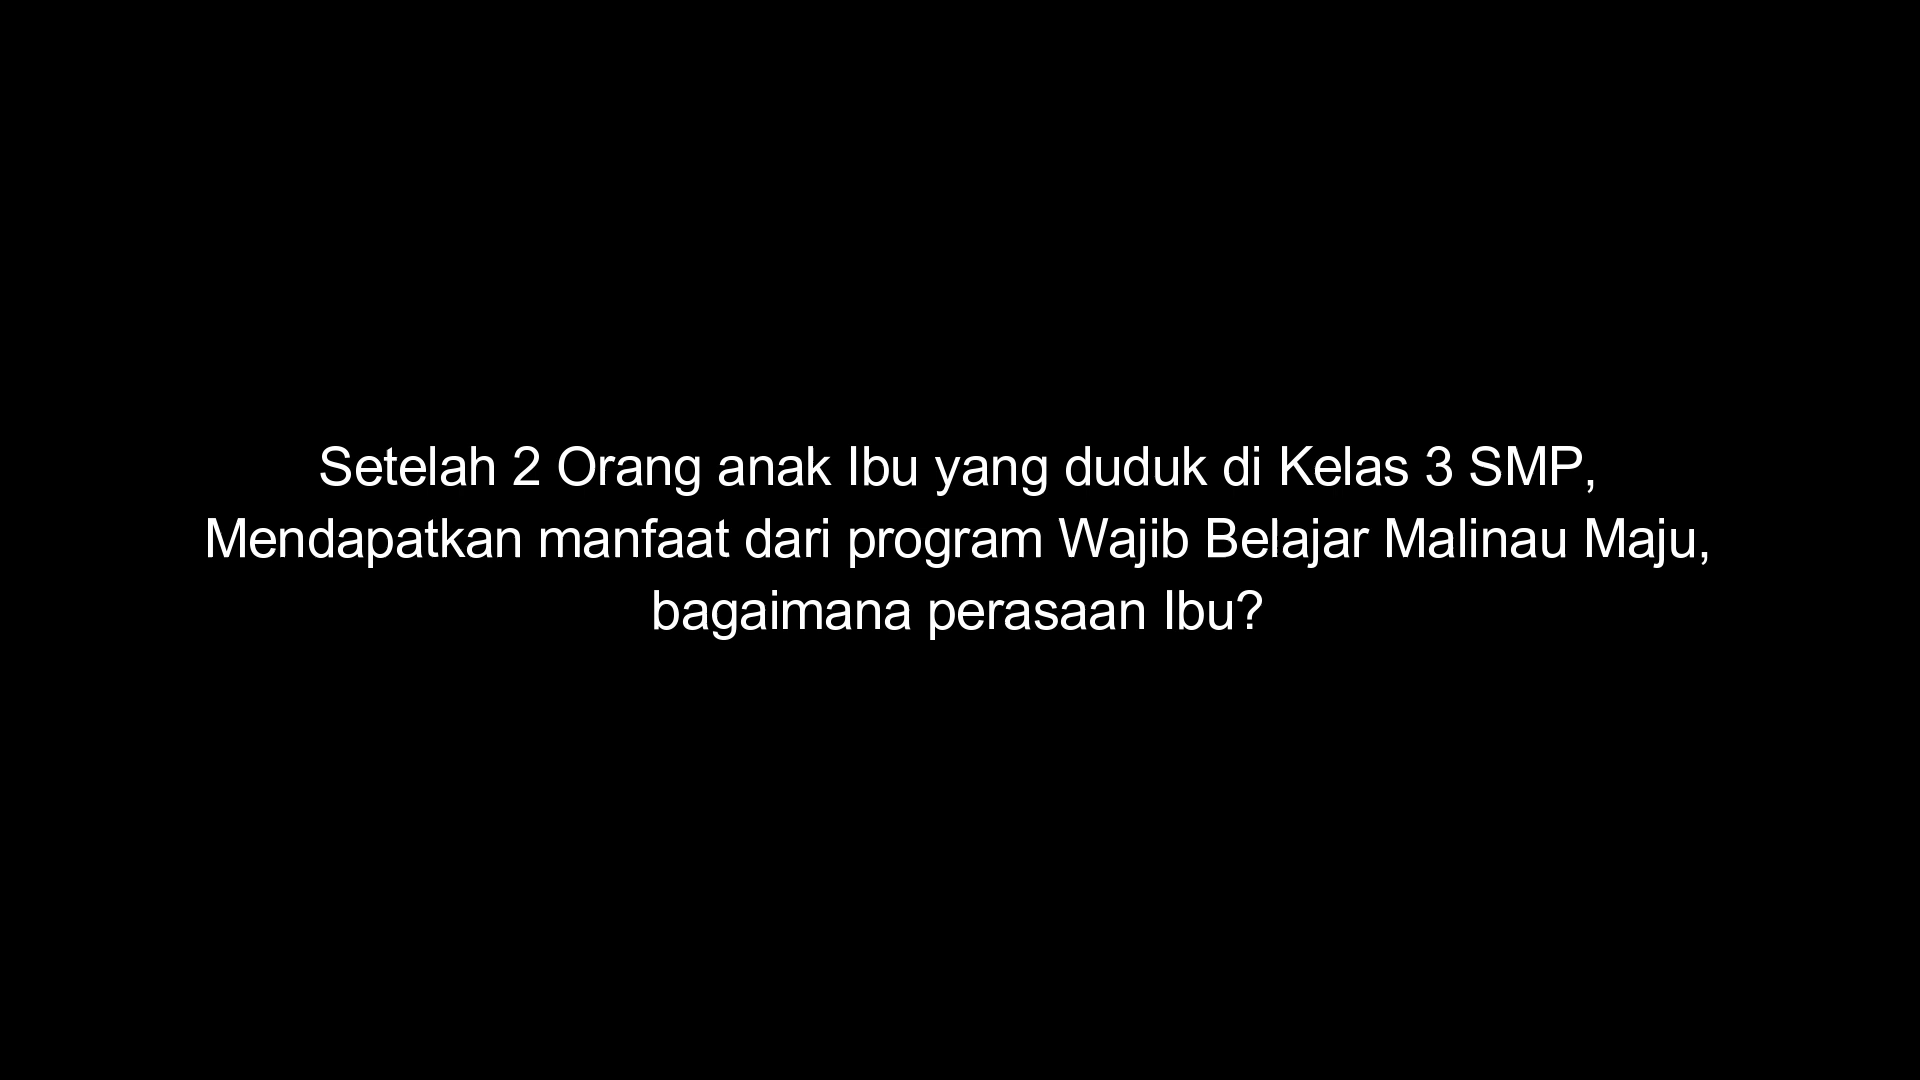 Setelah 2 Orang anak Ibu yang duduk di Kelas 3 SMP,
Mendapatkan manfaat dari program Wajib Belajar Malinau Maju,
bagaimana perasaan Ibu?